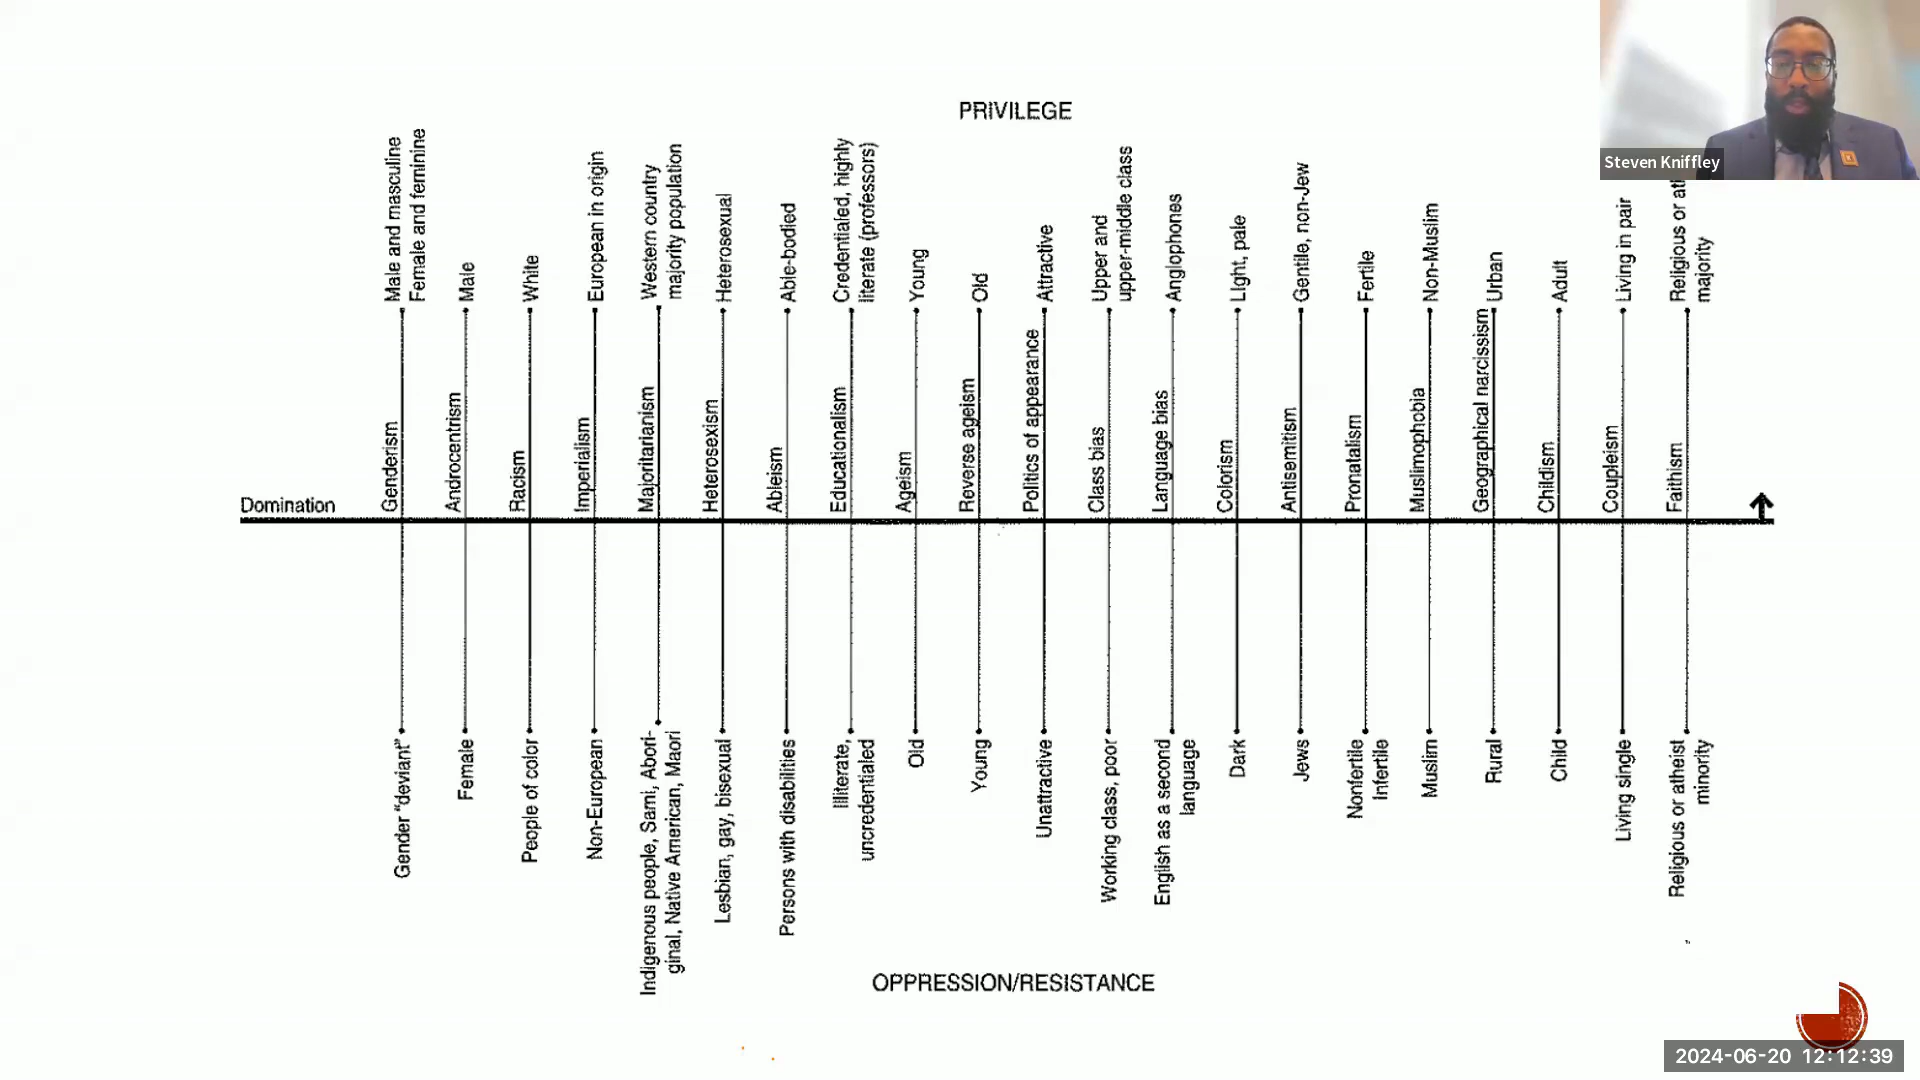 PRIVILEGE
Steven Kniffley
Male and masculine
Female and feminine
Male
White
European in origin
Western country
majority population
Heterosexual
Able-bodied
Credentialed, highly
literate (professors)
Young
Old
Attractive
Upper and
upper-middle class
Anglophones
Light, pale
Gentile, non-Jew
Fertile
Non-Muslim
Urban
Adult
Living in pair
Religious or
majority
Domination
Genderism
Androcentrism
Racism
Imperialism
Majoritarianism
Heterosexism
Ableism
Educationalism
Ageism
Reverse ageism
Politics of appearance
Class bias
Language bias
Colorism
Antisemitism
Pronatalism
Muslimophobia
Geographical narcissism
Childism
Coupleism
Faithism
Gender "deviant"
Female
People of color
Non-European
Indigenous people, Sami, Abori-
ginal, Native American, Maori
Lesbian, gay, bisexual
Persons with disabilities
Illiterate,
uncredentialed
Old
Young
Unattractive
Working class, poor
English as a second
language
Dark
Jews
Nonfertile
Infertile
Muslim
Rural
Child
Living single
Religious or atheist
minority
OPPRESSION/RESISTANCE
2024-06-20 12:12:39